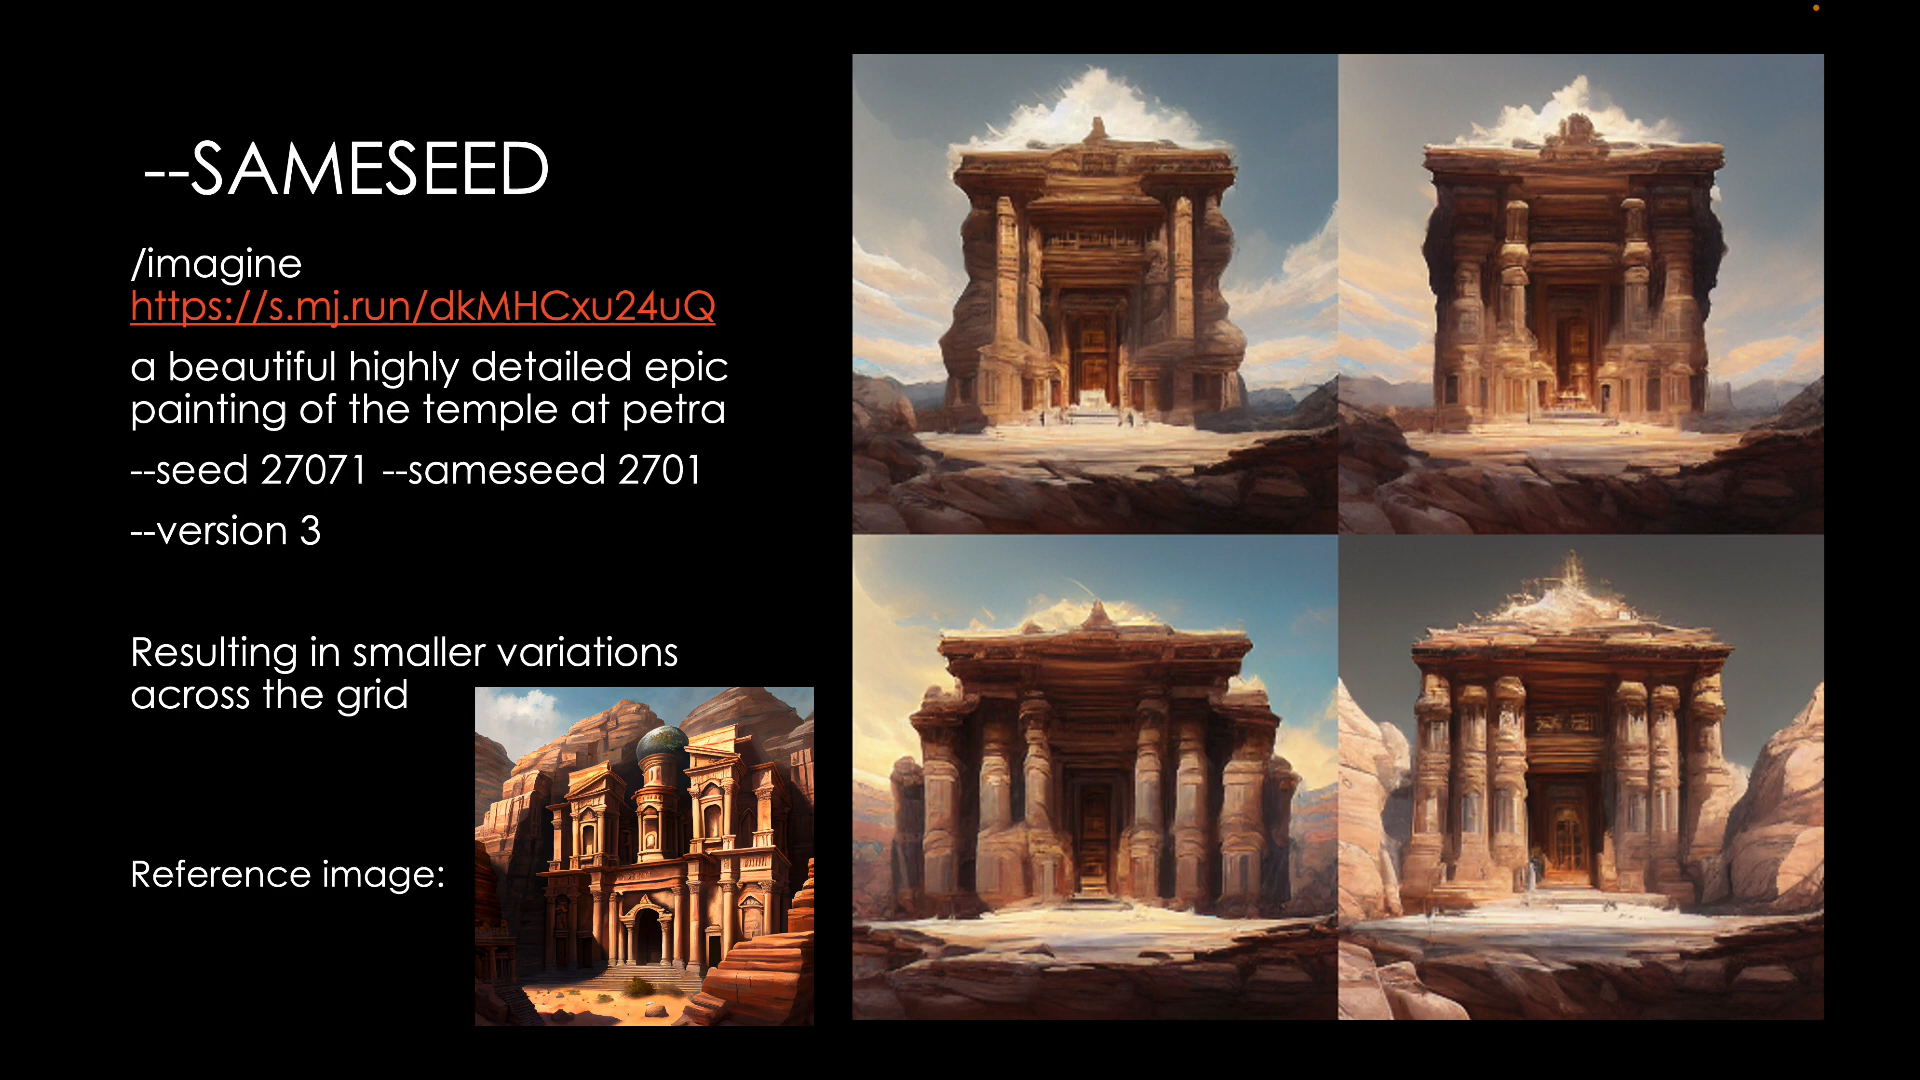 --SAMESEED
/imagine
https://s.mj.run/dkMHCxu24uQ
a beautiful highly detailed epic
painting of the temple at petra
--seed 27071 --sameseed 2701
--version 3
Resulting in smaller variations
across the grid
Reference image: